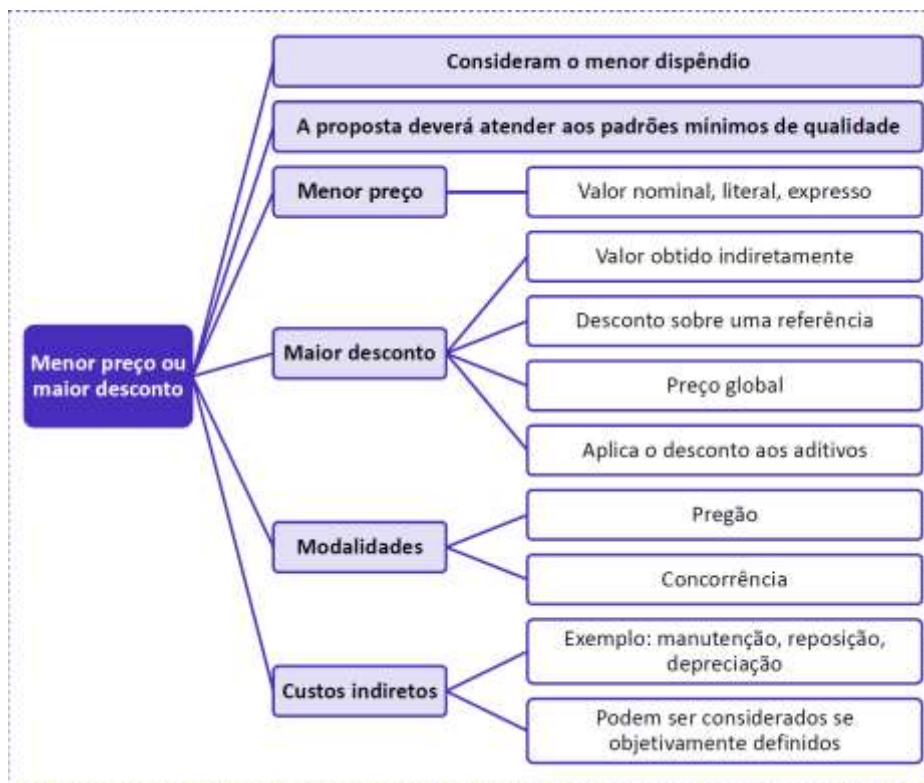 Menor preço ou
maior desconto
Consideram o menor dispêndio
A proposta deverá atender aos padrões mínimos de qualidade
Menor preço
Valor nominal, literal, expresso
Maior desconto
Valor obtido indiretamente
Desconto sobre uma referência
Preço global
Aplica o desconto aos aditivos
Modalidades
Pregão
Concorrência
Custos indiretos
Exemplo: manutenção, reposição,
depreciação
Podem ser considerados se
objetivamente definidos